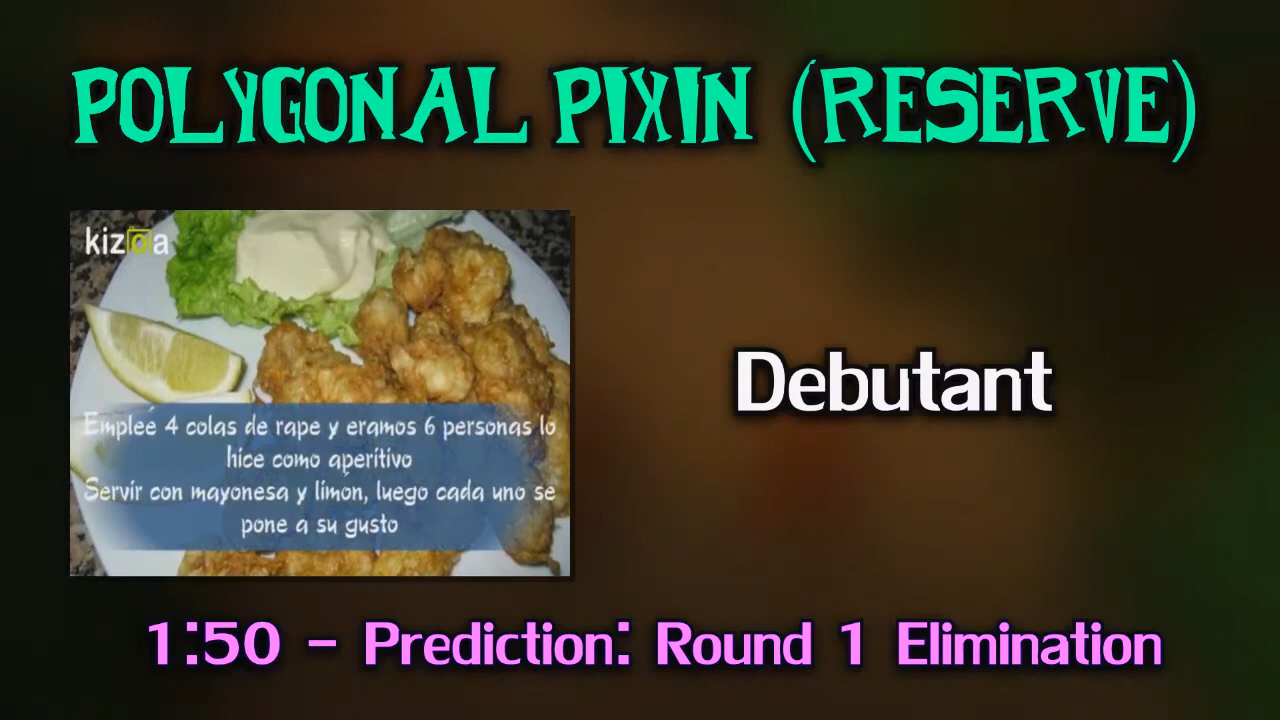 POLYGONAL PIXIN (RESERVE)
kizoa
Empleé 4 colas de rape y eramos 6 personas lo
hice como aperitivo
Servir con mayonesa y limón, luego cada uno se
pone a su gusto
Debutant
1:50 - Prediction: Round 1 Elimination